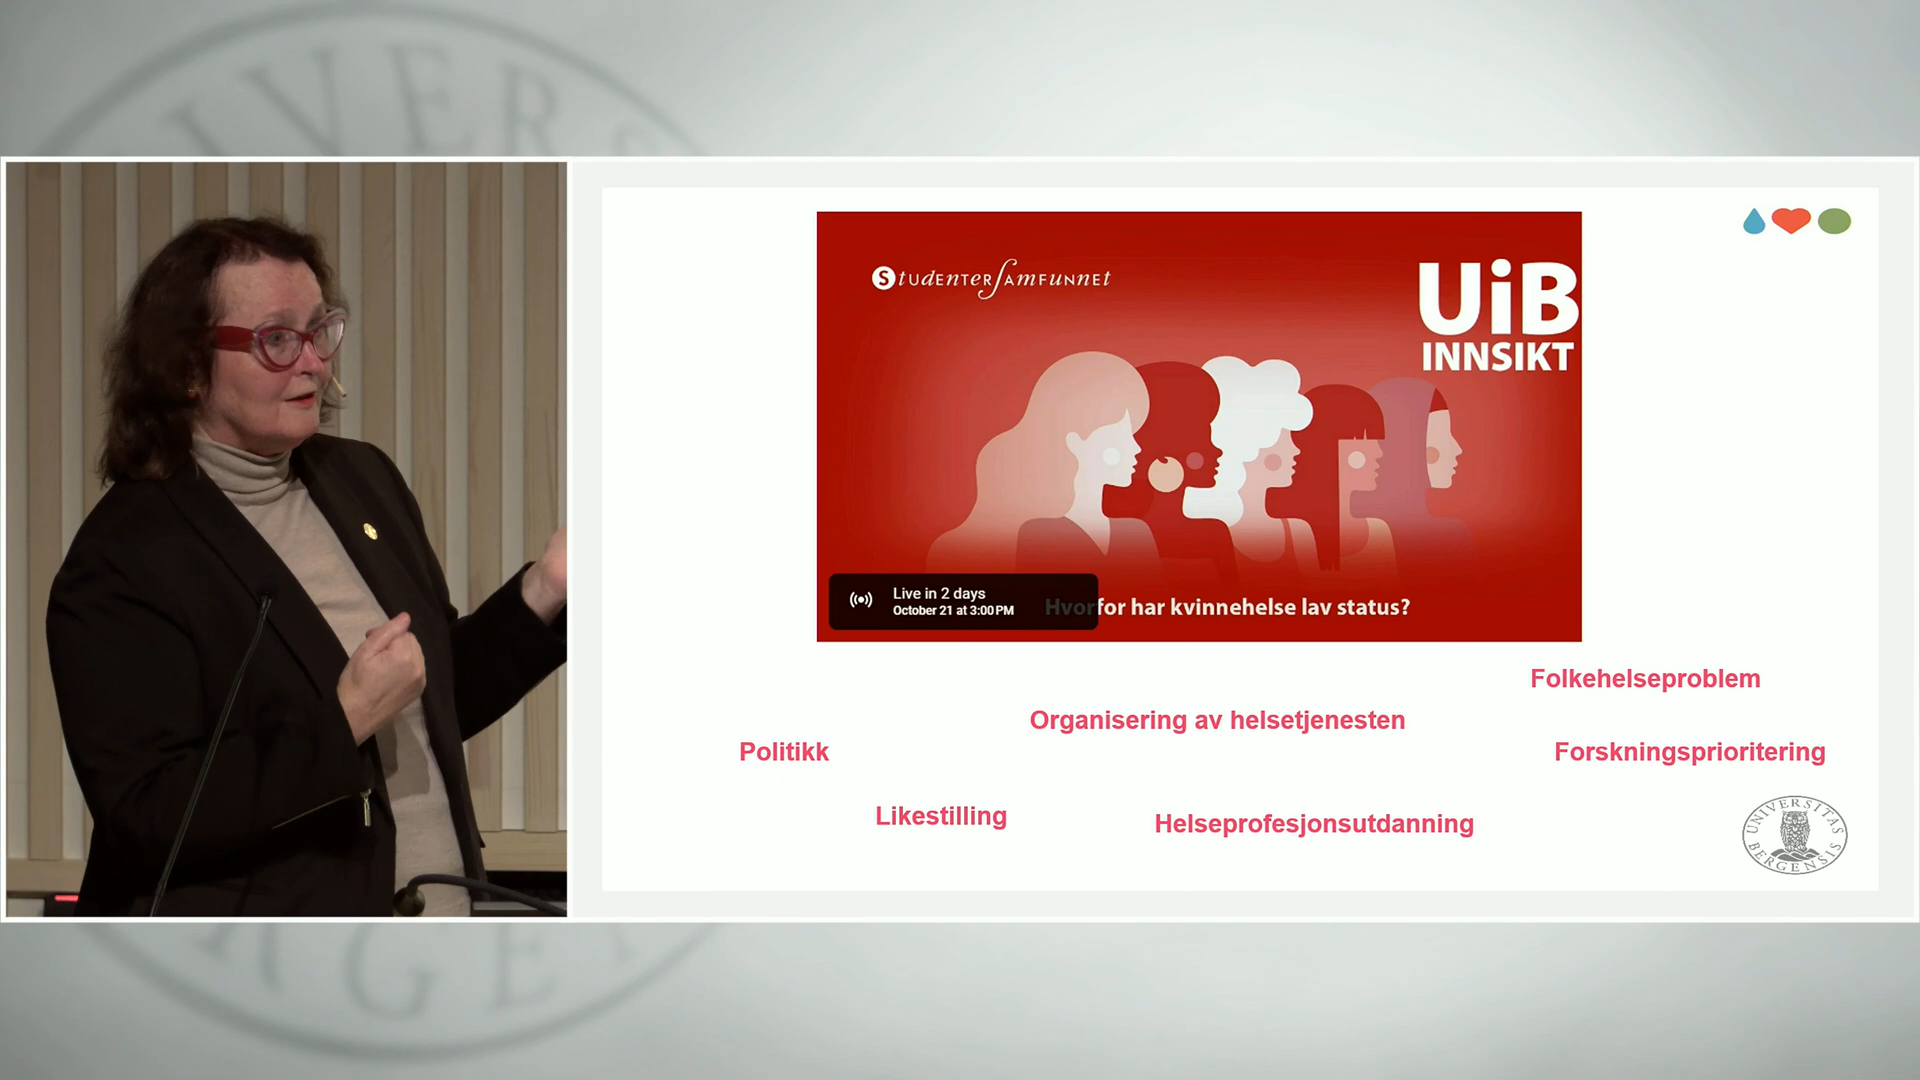 StudenterSamfunnet
UiB
INNSIKT
Live in 2 days
October 21 at 3:00 PM
Hvorfor har kvinnehelse lav status?
Folkehelseproblem
Organisering av helsetjenesten
Politikk
Forskningsprioritering
Likestilling
Helseprofesjonsutdanning
UNIVERSITAS
BERGENSIS